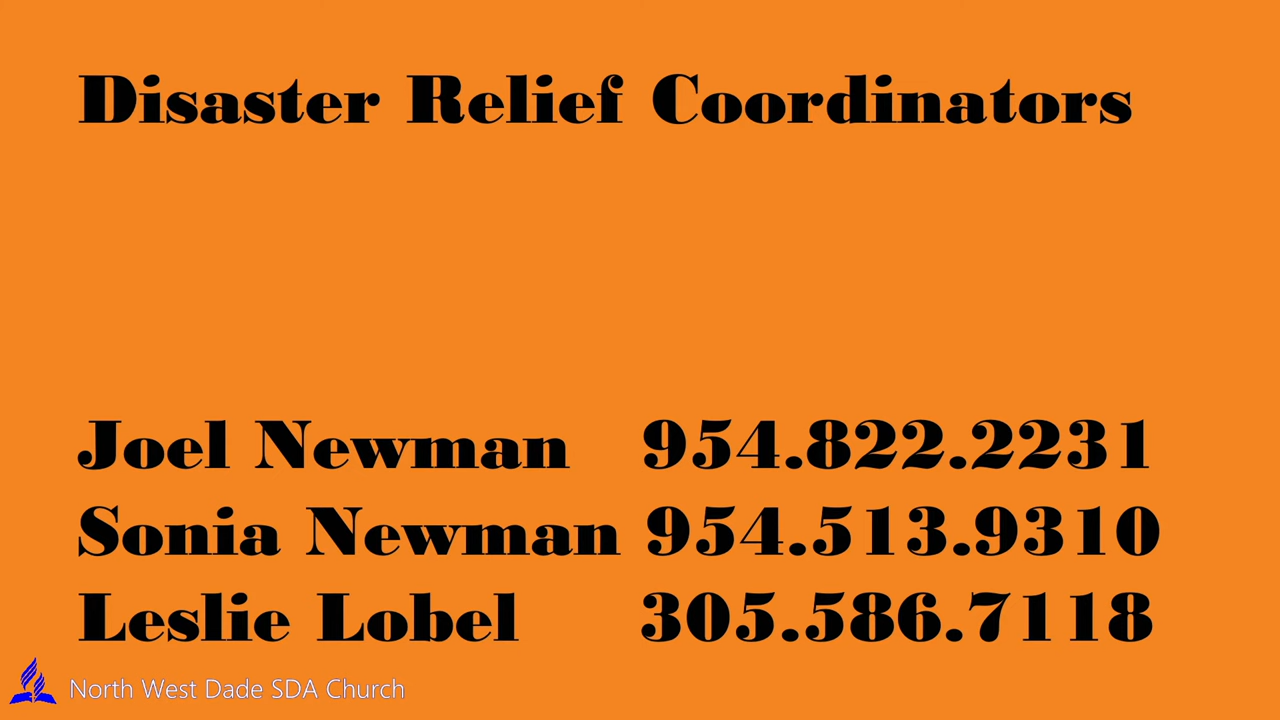 Disaster Relief Coordinators
Joel Newman 954.822.2231
Sonia Newman 954.513.9310
Leslie Lobel 305.586.7118
North West Dade SDA Church